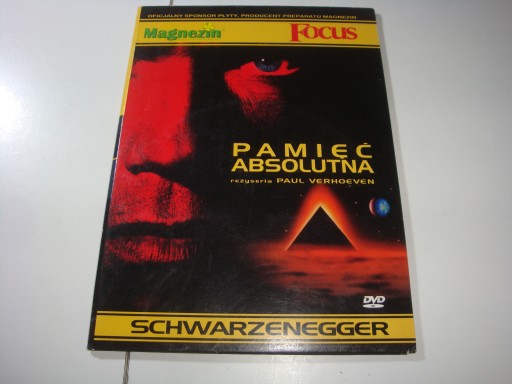 OFICJALNY SPONSOR PŁYTY, PRODUCENT PREPARATU MAGNEZIN
Magnezin FOCUS
PAMIĘĆ
ABSOLUTNA
reżyseria PAUL VERHOEVEN
DVD
SCHWARZENEGGER